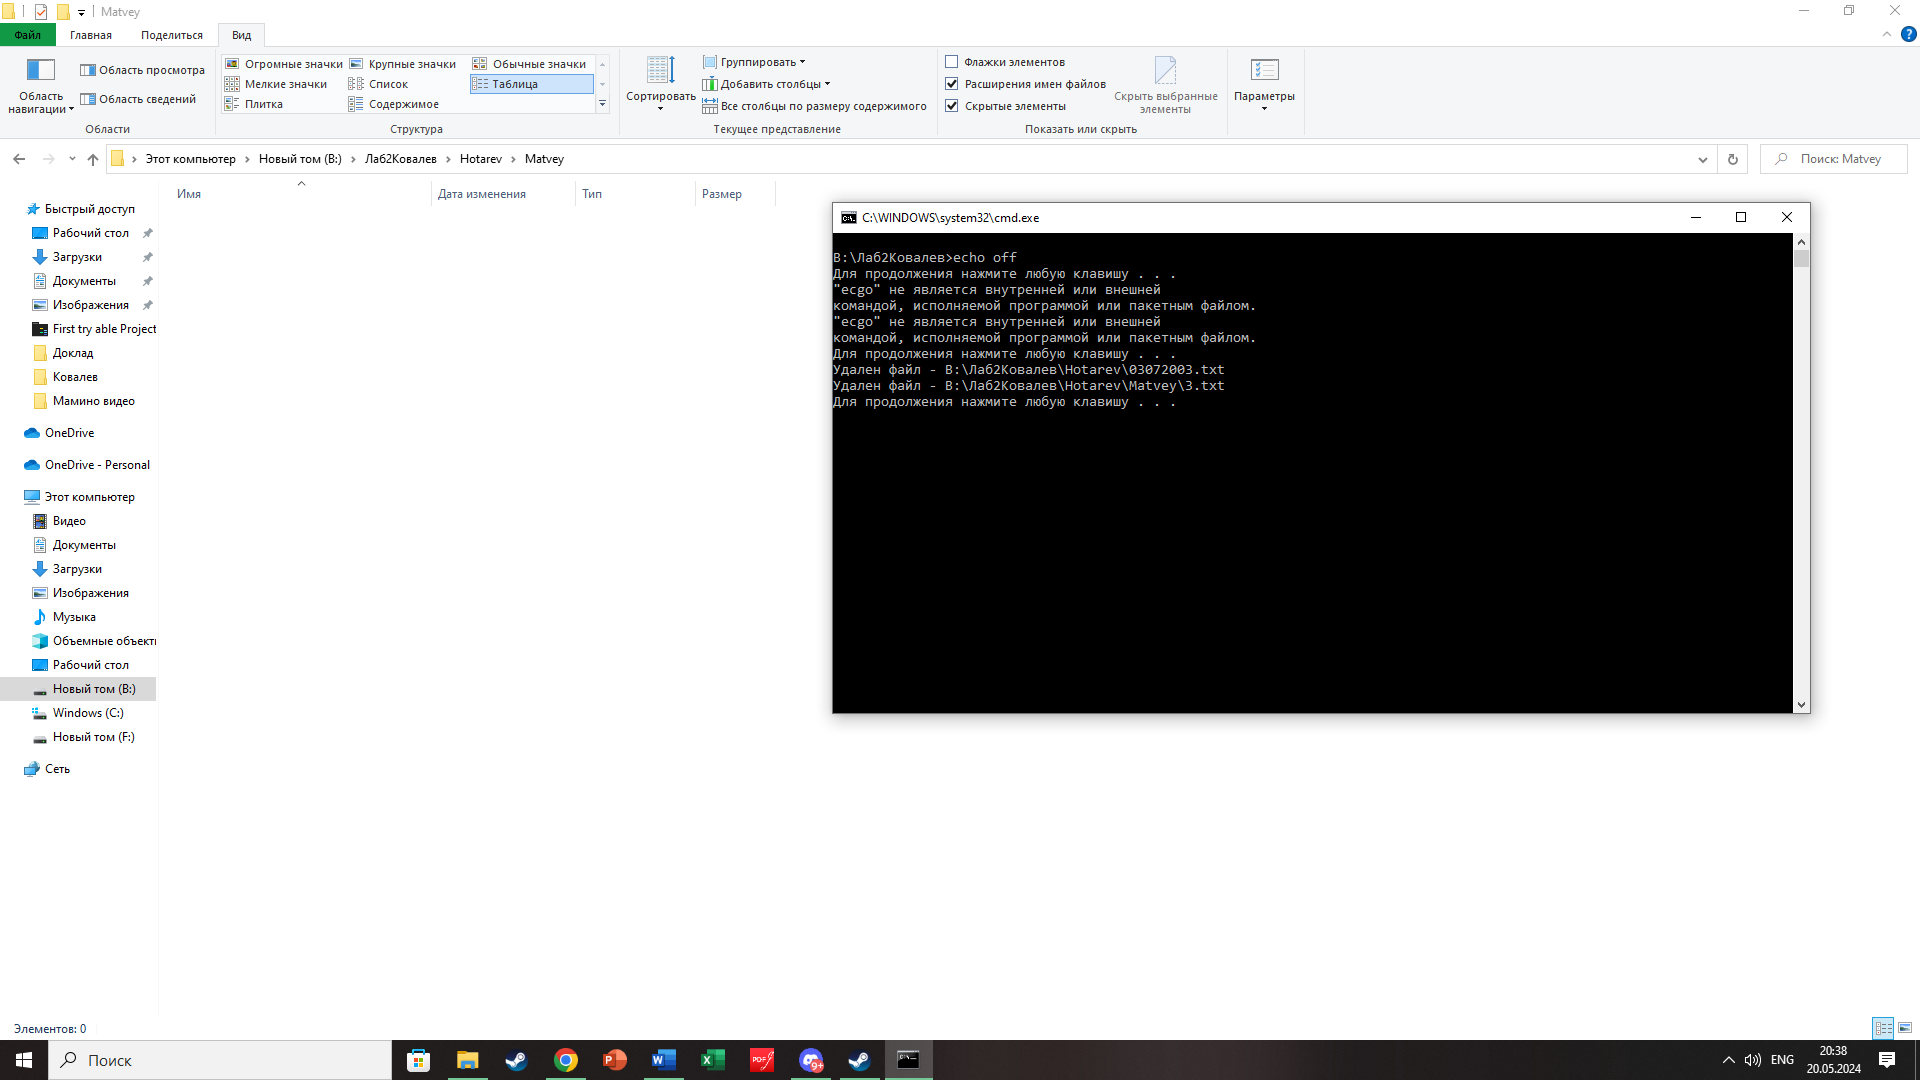 Matvey
Файл Главная Поделиться Вид
Область навигации
Область просмотра
Область сведений
Области
Огромные значки Крупные значки Обычные значки
Мелкие значки Список Таблица
Плитка Содержимое
Структура
Сортировать
Группировать
Добавить столбцы
Все столбцы по размеру содержимого
Текущее представление
Флажки элементов
Расширения имен файлов
Скрытые элементы
Скрыть выбранные элементы
Показать или скрыть
Параметры
Этот компьютер > Новый том (B:) > Лаб2Ковалев > Hotarev > Matvey
Поиск: Matvey
Имя Дата изменения Тип Размер
Быстрый доступ
Рабочий стол
Загрузки
Документы
Изображения
First try able Project
Доклад
Ковалев
Мамино видео
OneDrive
OneDrive - Personal
Этот компьютер
Видео
Документы
Загрузки
Изображения
Музыка
Объемные объекты
Рабочий стол
Новый том (B:)
Windows (C:)
Новый том (F:)
Сеть
C:\WINDOWS\system32\cmd.exe
B:\Лаб2Ковалев>echo off
Для продолжения нажмите любую клавишу . . .
"ecgo" не является внутренней или внешней
командой, исполняемой программой или пакетным файлом.
"ecgo" не является внутренней или внешней
командой, исполняемой программой или пакетным файлом.
Для продолжения нажмите любую клавишу . . .
Удален файл - B:\Лаб2Ковалев\Hotarev\03072003.txt
Удален файл - B:\Лаб2Ковалев\Hotarev\Matvey\3.txt
Для продолжения нажмите любую клавишу . . .
Элементов: 0
Поиск
PDF
9+
ENG
20:38
20.05.2024